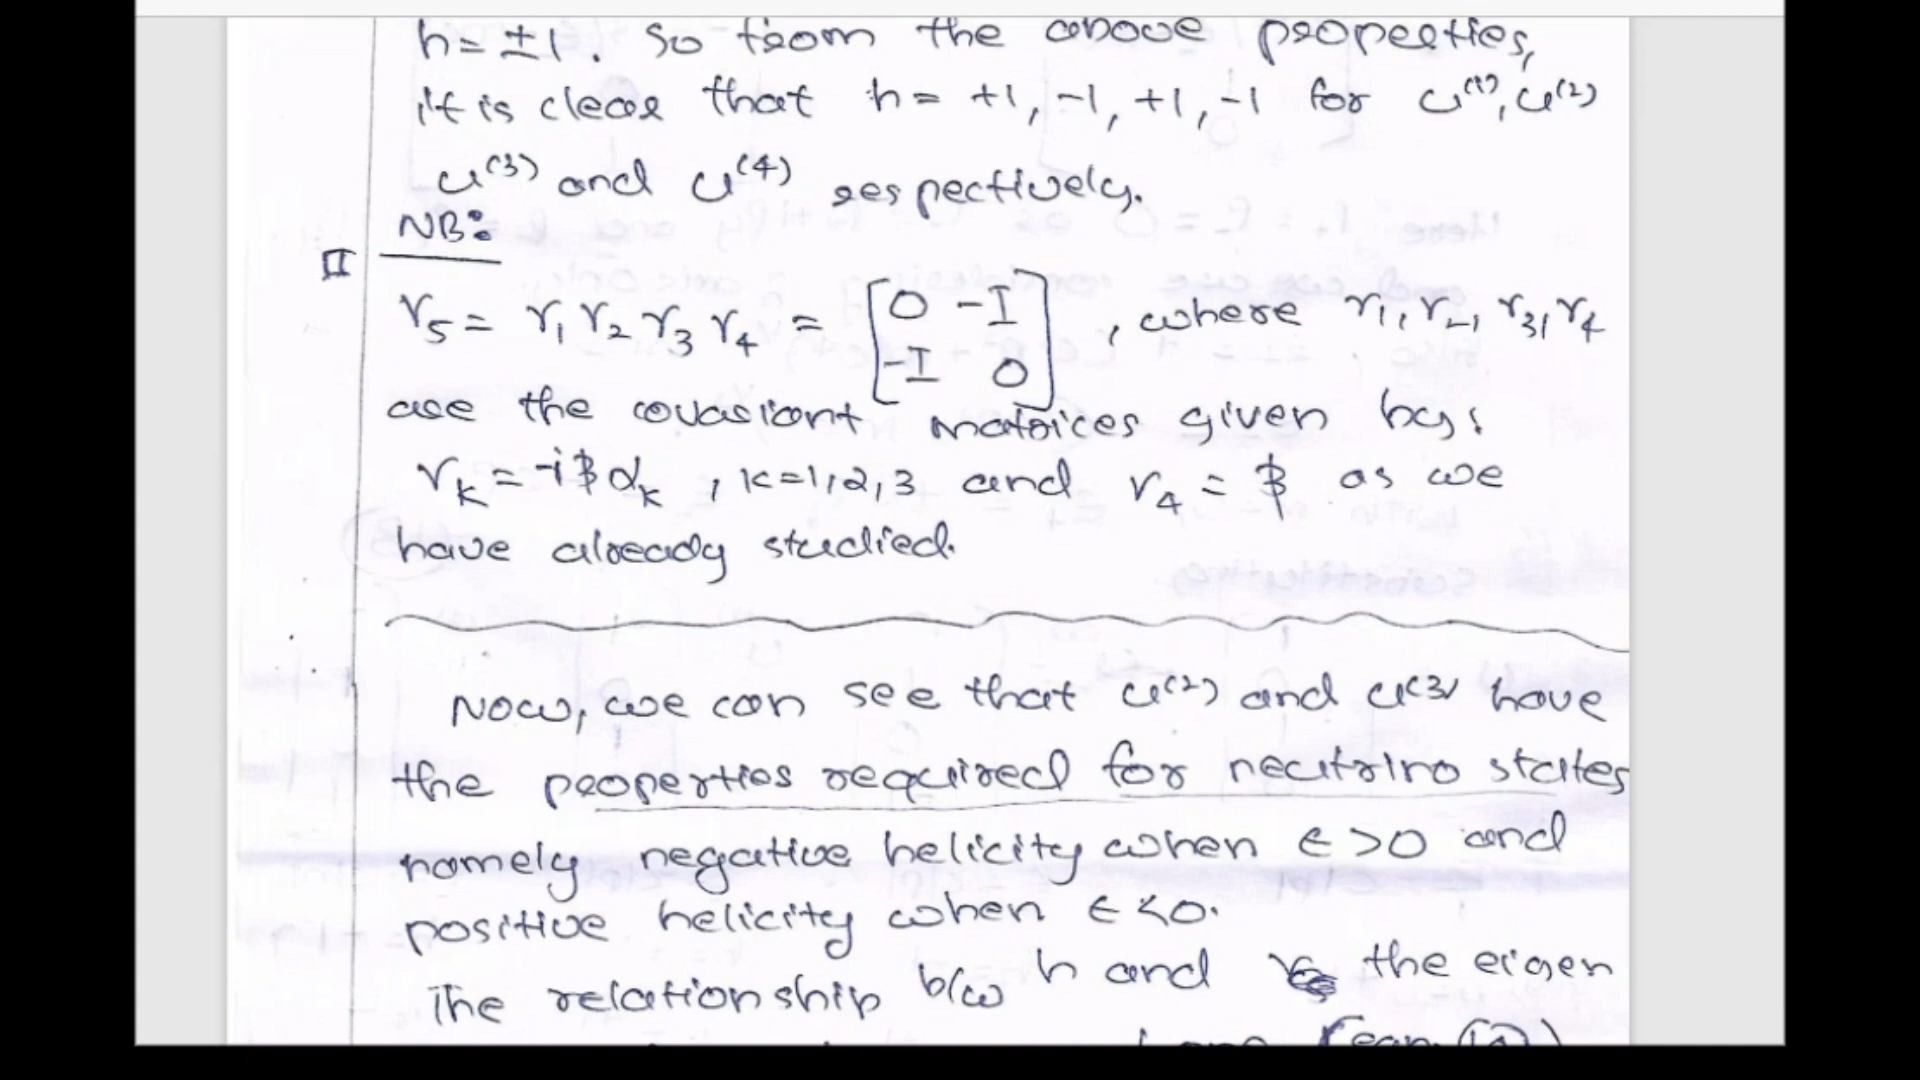 h = ±1. So from the above properties,
it is clear that h = +1, -1, +1, -1 for u⁽¹⁾, u⁽²⁾
u⁽³⁾ and u⁽⁴⁾ respectively.
NB:
II
γ₅ = γ₁ γ₂ γ₃ γ₄ = [0 -I; -I 0], where γ₁, γ₂, γ₃, γ₄
are the covariant matrices given by:
γₖ = -iβαₖ, k=1,2,3 and γ₄ = β as we
have already studied.
Now, we can see that u⁽²⁾ and u⁽³⁾ have
the properties required for neutrino states
namely negative helicity when ε>0 and
positive helicity when ε<0.
The relationship b/w h and the eigen